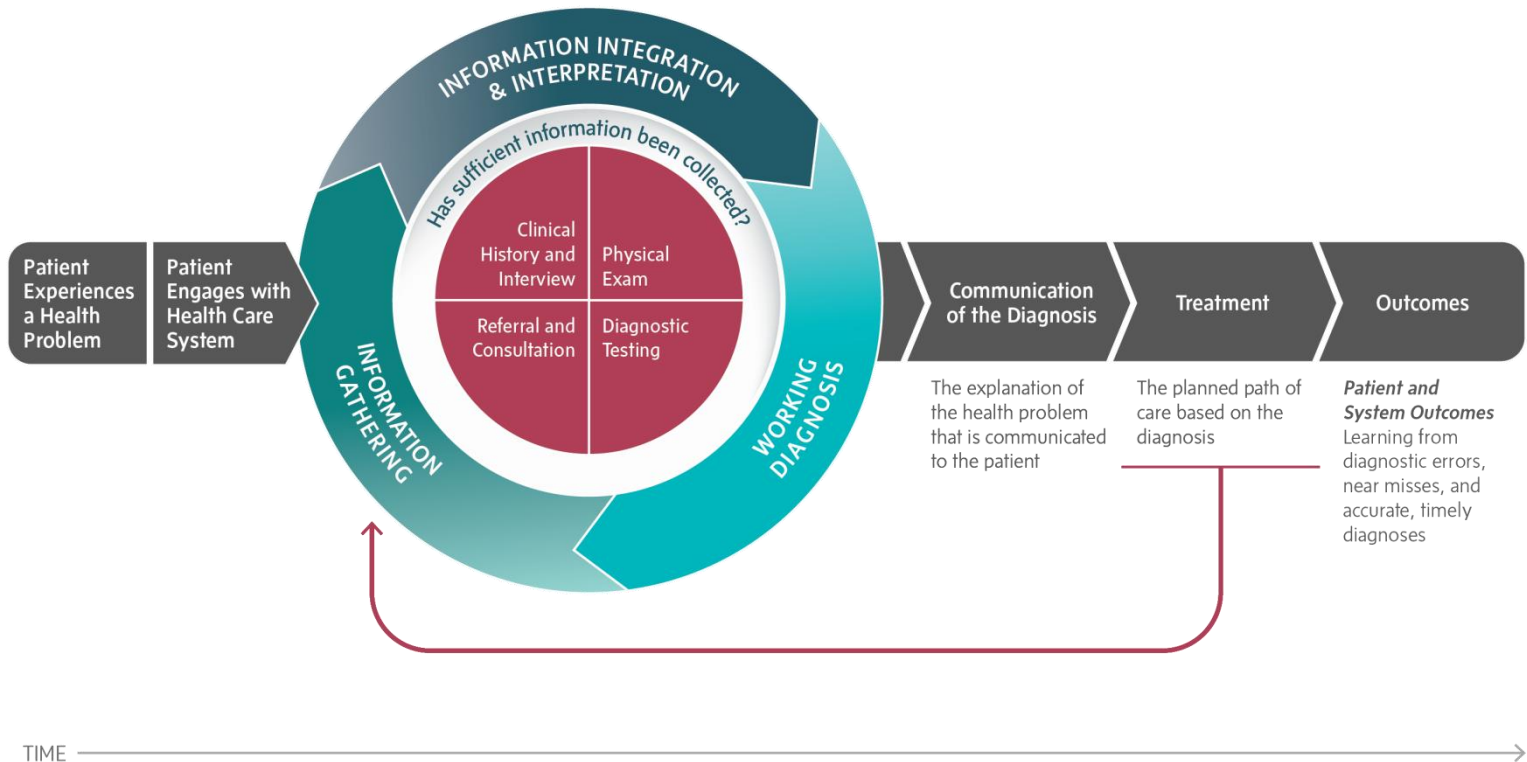 INFORMATION INTEGRATION
& INTERPRETATION
Has sufficient information been collected?
Clinical
History and
Interview
Physical
Exam
Referral and
Consultation
Diagnostic
Testing
INFORMATION
GATHERING
WORKING
DIAGNOSIS
Patient
Experiences
a Health
Problem
Patient
Engages with
Health Care
System
Communication
of the Diagnosis
Treatment
Outcomes
The explanation of
the health problem
that is communicated
to the patient
The planned path of
care based on the
diagnosis
Patient and
System Outcomes
Learning from
diagnostic errors,
near misses, and
accurate, timely
diagnoses
TIME